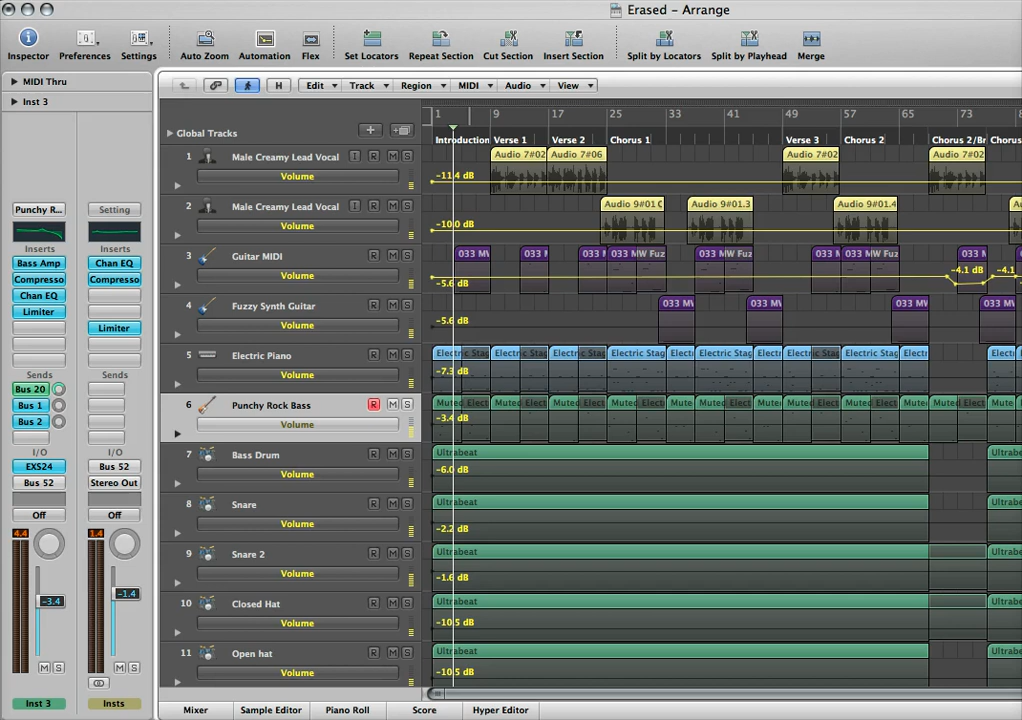 Erased – Arrange
Inspector Preferences Settings Auto Zoom Automation Flex Set Locators Repeat Section Cut Section Insert Section Split by Locators Split by Playhead Merge
MIDI Thru
Inst 3
Edit Track Region MIDI Audio View
H
1 9 17 25 33 41 49 57 65 73
Global Tracks
Introduction Verse 1 Verse 2 Chorus 1 Verse 3 Chorus 2 Chorus 2/Br Chorus
1 Male Creamy Lead Vocal I R M S
Volume
Audio 7#02 Audio 7#06 Audio 7#02 Audio 7#02
-11.4 dB
2 Male Creamy Lead Vocal I R M S
Volume
Audio 9#01 Audio 9#01.3 Audio 9#01.4
-10.0 dB
3 Guitar MIDI M S
Volume
033 MW 033 M 033 M 033 MW Fuz 033 MW Fuz 033 M 033 MW Fuz 033 M
-5.6 dB
-4.1 dB -4.1
4 Fuzzy Synth Guitar M S
Volume
033 MW 033 MW 033 MW 033 MW
-5.6 dB
5 Electric Piano R M S
Volume
Electric Stag Electric Stag Electric Stag Electric Stag Electric Electric Stag Electric Electric Stag Electric Stag Electric
-7.3 dB
6 Punchy Rock Bass R M S
Volume
Muted Elect Muted Elect Muted Elect Muted Elect Mute Muted Elect Muted Muted Elect Muted Elect Mute Muted Elect Mute
-3.4 dB
7 Bass Drum R M S
Volume
Ultrabeat Ultrabe
-6.0 dB
8 Snare R M S
Volume
Ultrabeat Ultrabe
-2.2 dB
9 Snare 2 R M S
Volume
Ultrabeat Ultrabe
-1.6 dB
10 Closed Hat R M S
Volume
Ultrabeat Ultrabe
-10.5 dB
11 Open hat R M S
Volume
Ultrabeat Ultrabe
-10.5 dB
Punchy R... Setting
Inserts Inserts
Bass Amp Chan EQ
Compresso Compresso
Chan EQ
Limiter
Limiter
Sends Sends
Bus 20
Bus 1
Bus 2
I/O I/O
EXS24 Bus 52
Bus 52 Stereo Out
Off Off
4.4 1.4
-3.4 -1.4
M S M S
Inst 3 Insts
Mixer Sample Editor Piano Roll Score Hyper Editor